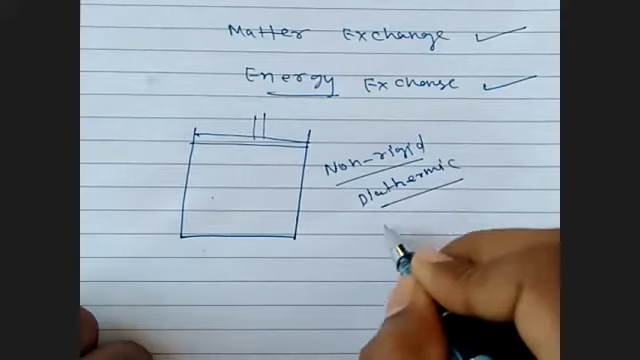 Matter Exchange
Energy Exchange
Non-rigid
Diathermic